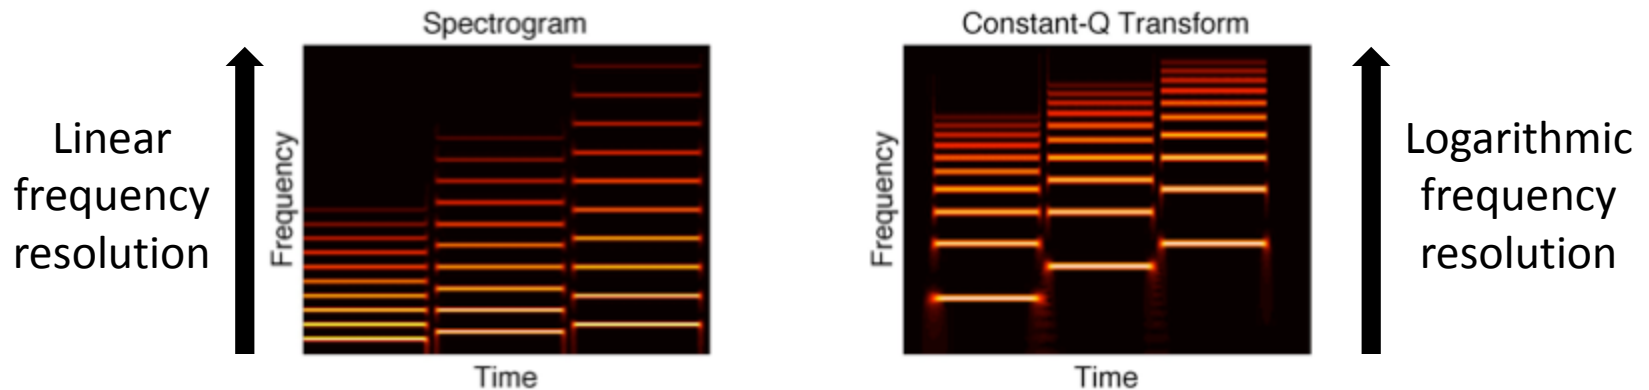 Spectrogram
Constant-Q Transform
Linear
frequency
resolution
Frequency
Time
Frequency
Time
Logarithmic
frequency
resolution